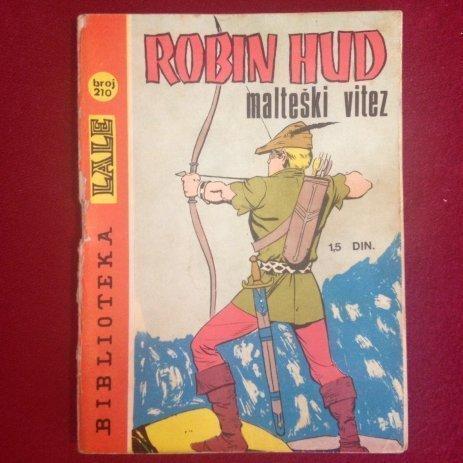 ROBIN HUD
malteški vitez
broj
210
LALE
BIBLIOTEKA
1,5 DIN.